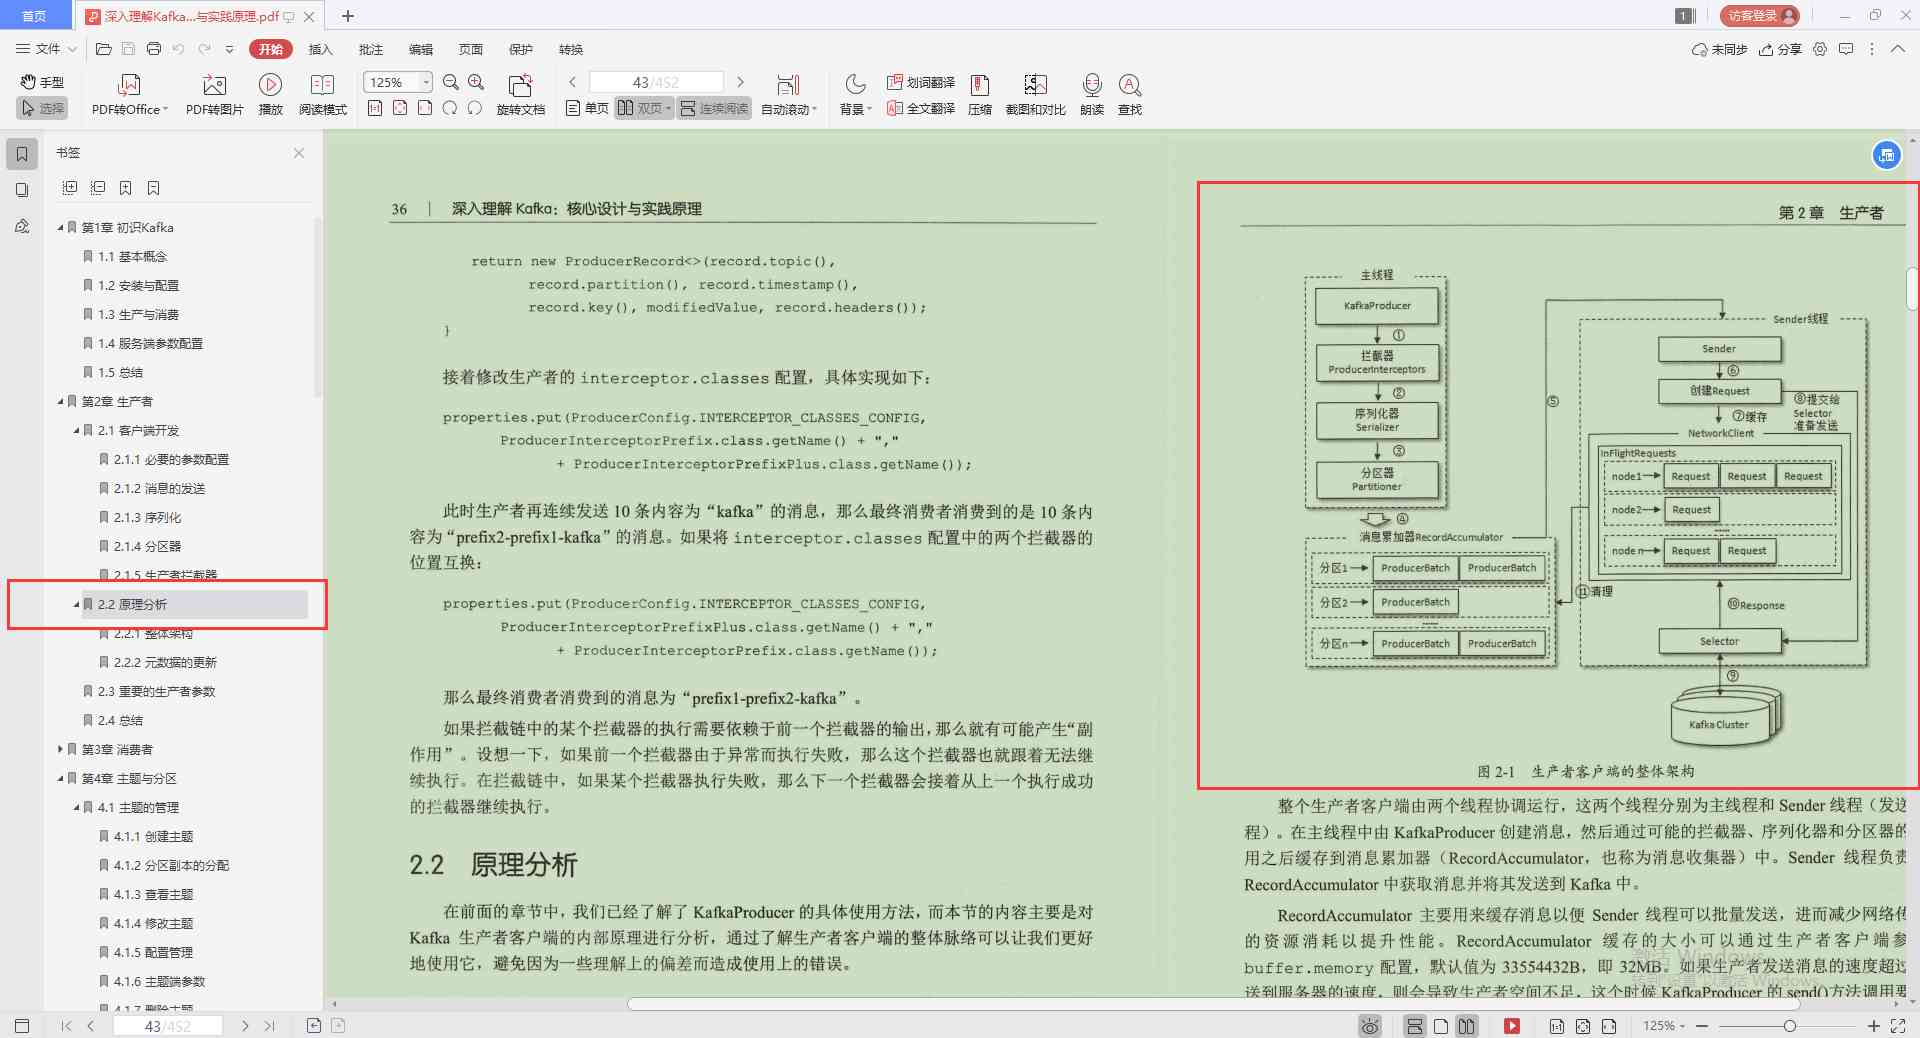 首页
深入理解Kafka...与实践原理.pdf
1
访客登录
文件
开始
插入
批注
编辑
页面
保护
转换
未同步
分享
手型
选择
PDF转Office
PDF转图片
播放
阅读模式
125%
旋转文档
43/452
单页
双页
连续阅读
自动滚动
背景
划词翻译
全文翻译
压缩
截图和对比
朗读
查找
书签
第1章 初识Kafka
1.1 基本概念
1.2 安装与配置
1.3 生产与消费
1.4 服务端参数配置
1.5 总结
第2章 生产者
2.1 客户端开发
2.1.1 必要的参数配置
2.1.2 消息的发送
2.1.3 序列化
2.1.4 分区器
2.1.5 生产者拦截器
2.2 原理分析
2.2.1 整体架构
2.2.2 元数据的更新
2.3 重要的生产者参数
2.4 总结
第3章 消费者
第4章 主题与分区
4.1 主题的管理
4.1.1 创建主题
4.1.2 分区副本的分配
4.1.3 查看主题
4.1.4 修改主题
4.1.5 配置管理
4.1.6 主题端参数
4.1.7 删除主题
36 | 深入理解 Kafka：核心设计与实践原理
return new ProducerRecord<>(record.topic(),
record.partition(), record.timestamp(),
record.key(), modifiedValue, record.headers());
}
接着修改生产者的 interceptor.classes 配置，具体实现如下：
properties.put(ProducerConfig.INTERCEPTOR_CLASSES_CONFIG,
ProducerInterceptorPrefix.class.getName() + ","
+ ProducerInterceptorPrefixPlus.class.getName());
此时生产者再连续发送 10 条内容为“kafka”的消息，那么最终消费者消费到的是 10 条内
容为“prefix2-prefix1-kafka”的消息。如果将 interceptor.classes 配置中的两个拦截器的
位置互换：
properties.put(ProducerConfig.INTERCEPTOR_CLASSES_CONFIG,
ProducerInterceptorPrefixPlus.class.getName() + ","
+ ProducerInterceptorPrefix.class.getName());
那么最终消费者消费到的消息为“prefix1-prefix2-kafka”。
如果拦截链中的某个拦截器的执行需要依赖于前一个拦截器的输出，那么就有可能产生“副
作用”。设想一下，如果前一个拦截器由于异常而执行失败，那么这个拦截器也就跟着无法继
续执行。在拦截链中，如果某个拦截器执行失败，那么下一个拦截器会接着从上一个执行成功
的拦截器继续执行。
2.2 原理分析
在前面的章节中，我们已经了解了 KafkaProducer 的具体使用方法，而本节的内容主要是对
Kafka 生产者客户端的内部原理进行分析，通过了解生产者客户端的整体脉络可以让我们更好
地使用它，避免因为一些理解上的偏差而造成使用上的错误。
第 2 章 生产者
主线程
KafkaProducer
①
拦截器
ProducerInterceptors
②
序列化器
Serializer
③
分区器
Partitioner
④
消息累加器RecordAccumulator
分区1 ProducerBatch ProducerBatch
分区2 ProducerBatch
......
分区n ProducerBatch ProducerBatch
⑤
Sender线程
Sender
⑥
创建Request
⑦缓存
⑧提交给
Selector
准备发送
NetworkClient
InFlightRequests
node1 Request Request Request
node2 Request
......
node n Request Request
⑪清理
⑩Response
Selector
⑨
Kafka Cluster
图 2-1 生产者客户端的整体架构
整个生产者客户端由两个线程协调运行，这两个线程分别为主线程和 Sender 线程（发送
程）。在主线程中由 KafkaProducer 创建消息，然后通过可能的拦截器、序列化器和分区器的
用之后缓存到消息累加器（RecordAccumulator，也称为消息收集器）中。Sender 线程负责
RecordAccumulator 中获取消息并将其发送到 Kafka 中。
RecordAccumulator 主要用来缓存消息以便 Sender 线程可以批量发送，进而减少网络传
的资源消耗以提升性能。RecordAccumulator 缓存的大小可以通过生产者客户端参
buffer.memory 配置，默认值为 33554432B，即 32MB。如果生产者发送消息的速度超过
送到服务器的速度，则会导致生产者空间不足，这个时候 KafkaProducer 的 send()方法调用要
激活 Windows
转到"设置"以激活 Windows。
43/452
125%